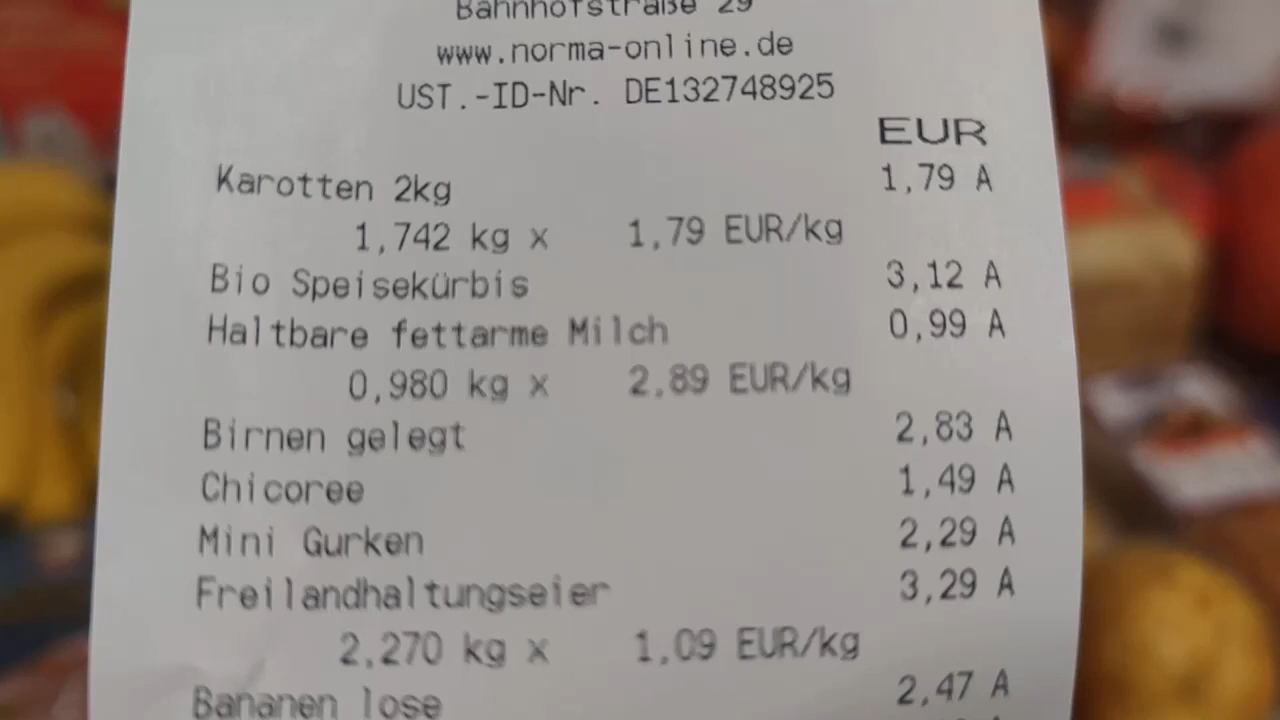 Bahnhofstraße 29
www.norma-online.de
UST.-ID-Nr. DE132748925
EUR
Karotten 2kg 1,79 A
1,742 kg x 1,79 EUR/kg
Bio Speisekürbis 3,12 A
Haltbare fettarme Milch 0,99 A
0,980 kg x 2,89 EUR/kg
Birnen gelegt 2,83 A
Chicoree 1,49 A
Mini Gurken 2,29 A
Freilandhaltungseier 3,29 A
2,270 kg x 1,09 EUR/kg
Bananen lose 2,47 A